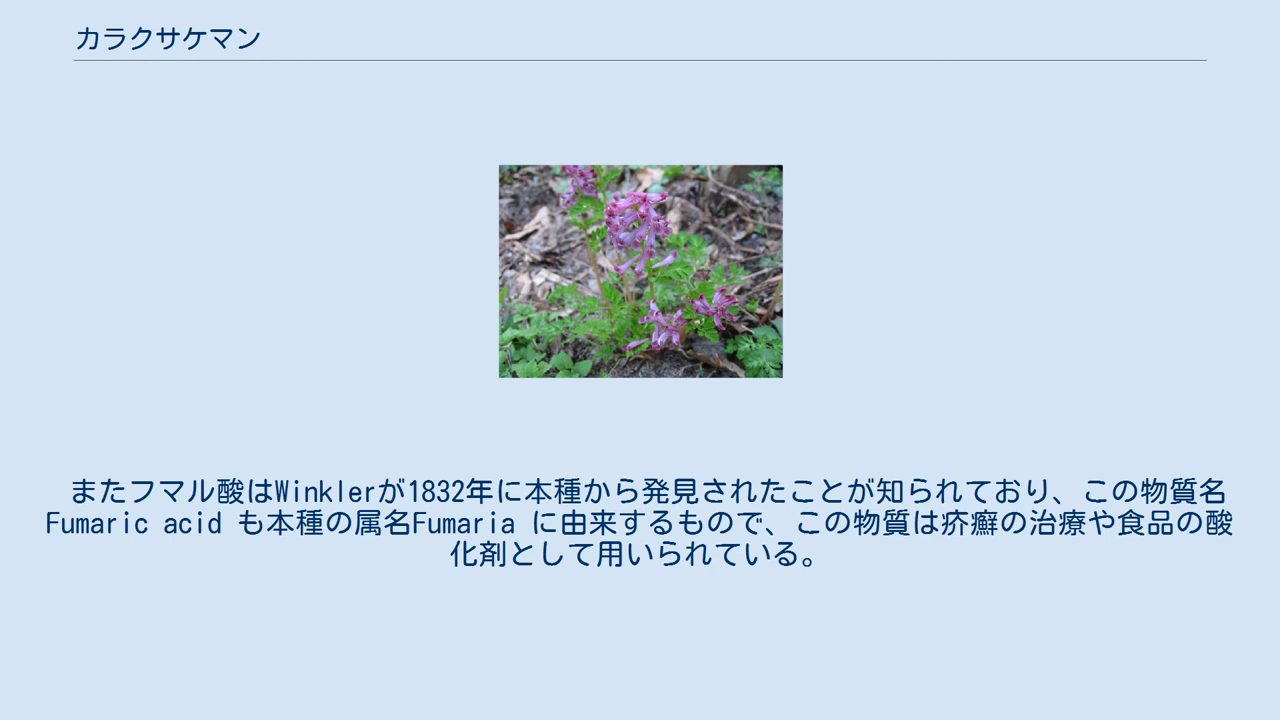 カラクサケマン
またフマル酸はWinklerが1832年に本種から発見されたことが知られており、この物質名
Fumaric acid も本種の属名Fumaria に由来するもので、この物質は疥癬の治療や食品の酸
化剤として用いられている。